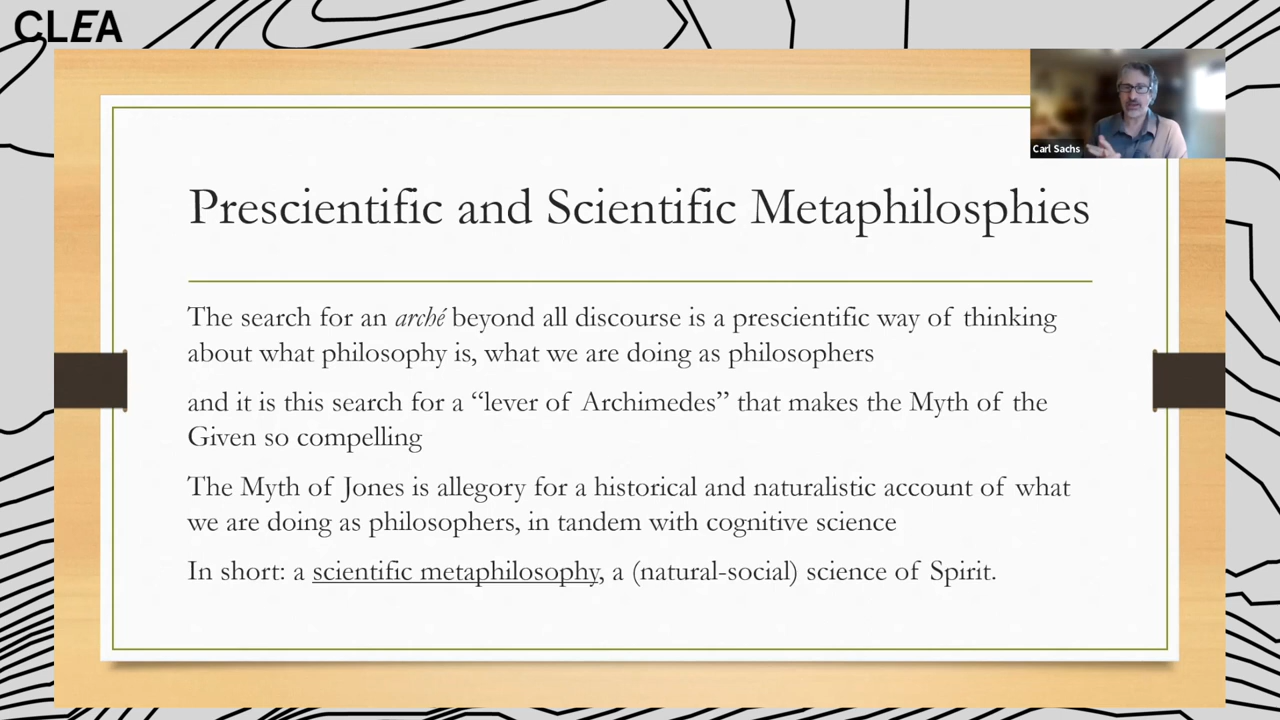 CLEA
Carl Sachs
Prescientific and Scientific Metaphilosphies
The search for an arché beyond all discourse is a prescientific way of thinking
about what philosophy is, what we are doing as philosophers
and it is this search for a “lever of Archimedes” that makes the Myth of the
Given so compelling
The Myth of Jones is allegory for a historical and naturalistic account of what
we are doing as philosophers, in tandem with cognitive science
In short: a scientific metaphilosophy, a (natural-social) science of Spirit.